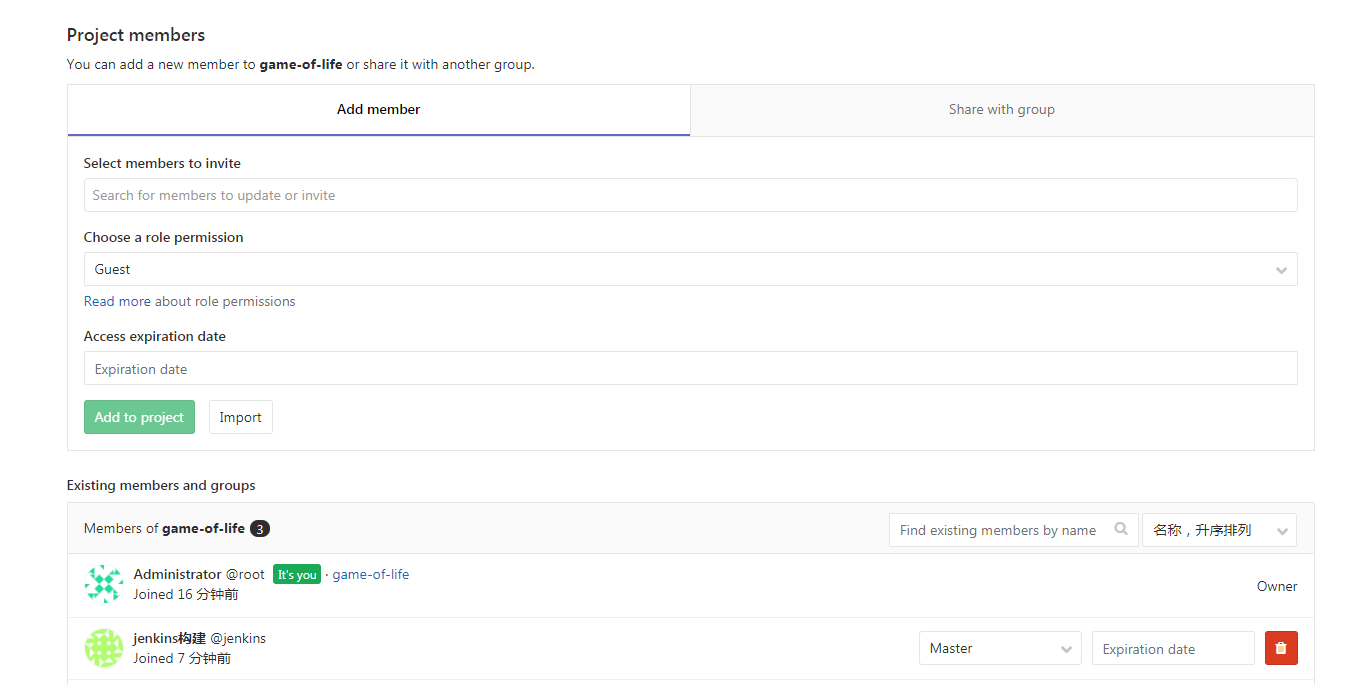 Project members
You can add a new member to game-of-life or share it with another group.
Add member
Share with group
Select members to invite
Search for members to update or invite
Choose a role permission
Guest
Read more about role permissions
Access expiration date
Expiration date
Add to project
Import
Existing members and groups
Members of game-of-life 3
Find existing members by name
名称，升序排列
Administrator @root It's you · game-of-life
Joined 16 分钟前
Owner
jenkins构建 @jenkins
Joined 7 分钟前
Master
Expiration date